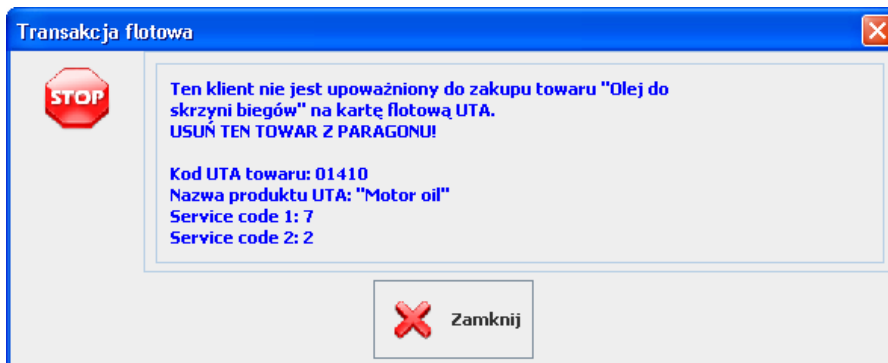 Transakcja flotowa
STOP
Ten klient nie jest upoważniony do zakupu towaru "Olej do
skrzyni biegów" na kartę flotową UTA.
USUŃ TEN TOWAR Z PARAGONU!
Kod UTA towaru: 01410
Nazwa produktu UTA: "Motor oil"
Service code 1: 7
Service code 2: 2
Zamknij